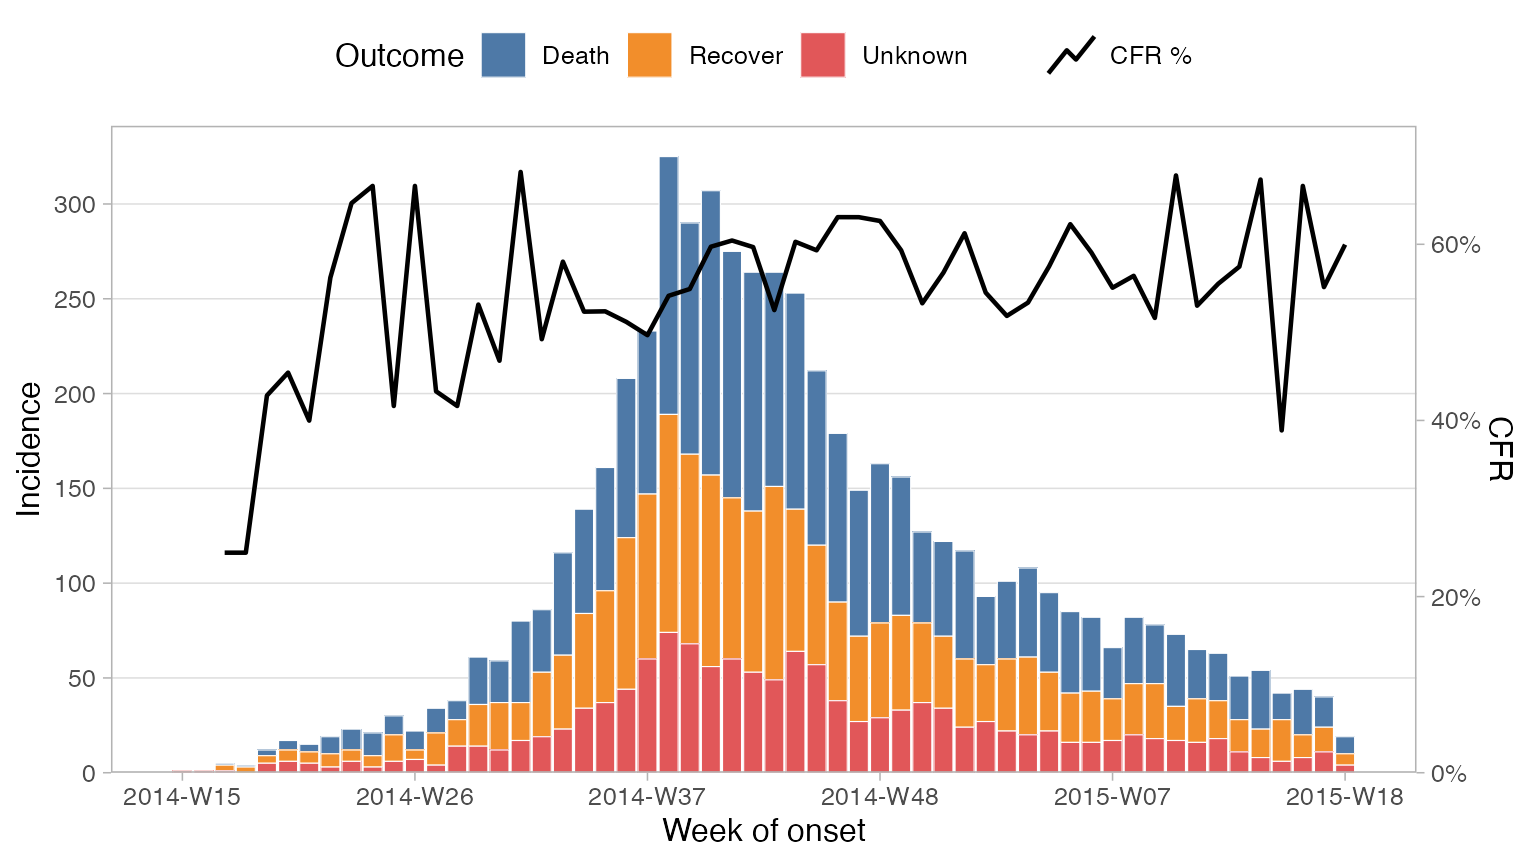 Outcome Death Recover Unknown CFR %
Incidence
300
250
200
150
100
50
0
60%
40%
20%
0%
CFR
2014-W15 2014-W26 2014-W37 2014-W48 2015-W07 2015-W18
Week of onset